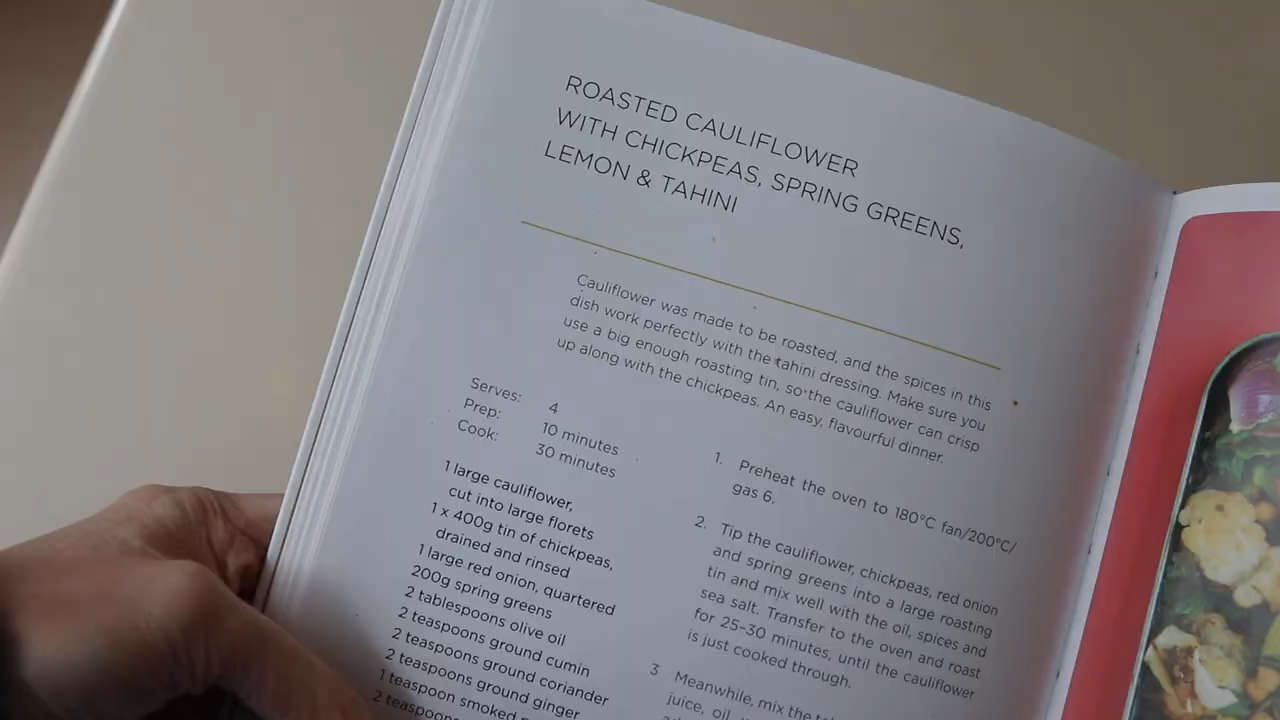 ROASTED CAULIFLOWER
WITH CHICKPEAS, SPRING GREENS,
LEMON & TAHINI
Cauliflower was made to be roasted, and the spices in this
dish work perfectly with the tahini dressing. Make sure you
use a big enough roasting tin, so the cauliflower can crisp
up along with the chickpeas. An easy, flavourful dinner.
Serves: 4
Prep: 10 minutes
Cook: 30 minutes
1 large cauliflower,
cut into large florets
1 x 400g tin of chickpeas,
drained and rinsed
1 large red onion, quartered
200g spring greens
2 tablespoons olive oil
2 teaspoons ground cumin
2 teaspoons ground coriander
2 teaspoons ground ginger
1 teaspoon smoked
2 teaspoons
1. Preheat the oven to 180°C fan/200°C/
gas 6.
2. Tip the cauliflower, chickpeas, red onion
and spring greens into a large roasting
tin and mix well with the oil, spices and
sea salt. Transfer to the oven and roast
for 25–30 minutes, until the cauliflower
is just cooked through.
3 Meanwhile, mix the
juice, oil,